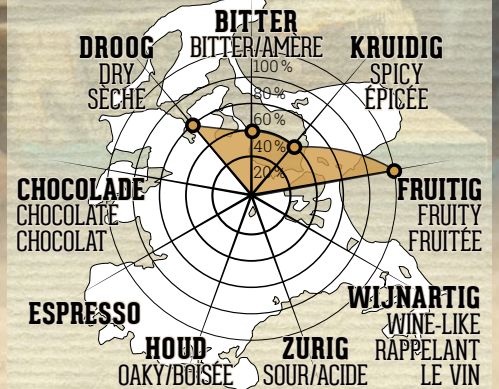 BITTER
BITTER/AMÈRE
DROOG
DRY
SÈCHE
KRUIDIG
SPICY
ÉPICÉE
100%
80%
60%
40%
20%
CHOCOLADE
CHOCOLATE
CHOCOLAT
FRUITIG
FRUITY
FRUITÉE
ESPRESSO
WIJNARTIG
WINE-LIKE
RAPPELANT
LE VIN
HOUD
OAKY/BOISÉE
ZURIG
SOUR/ACIDE